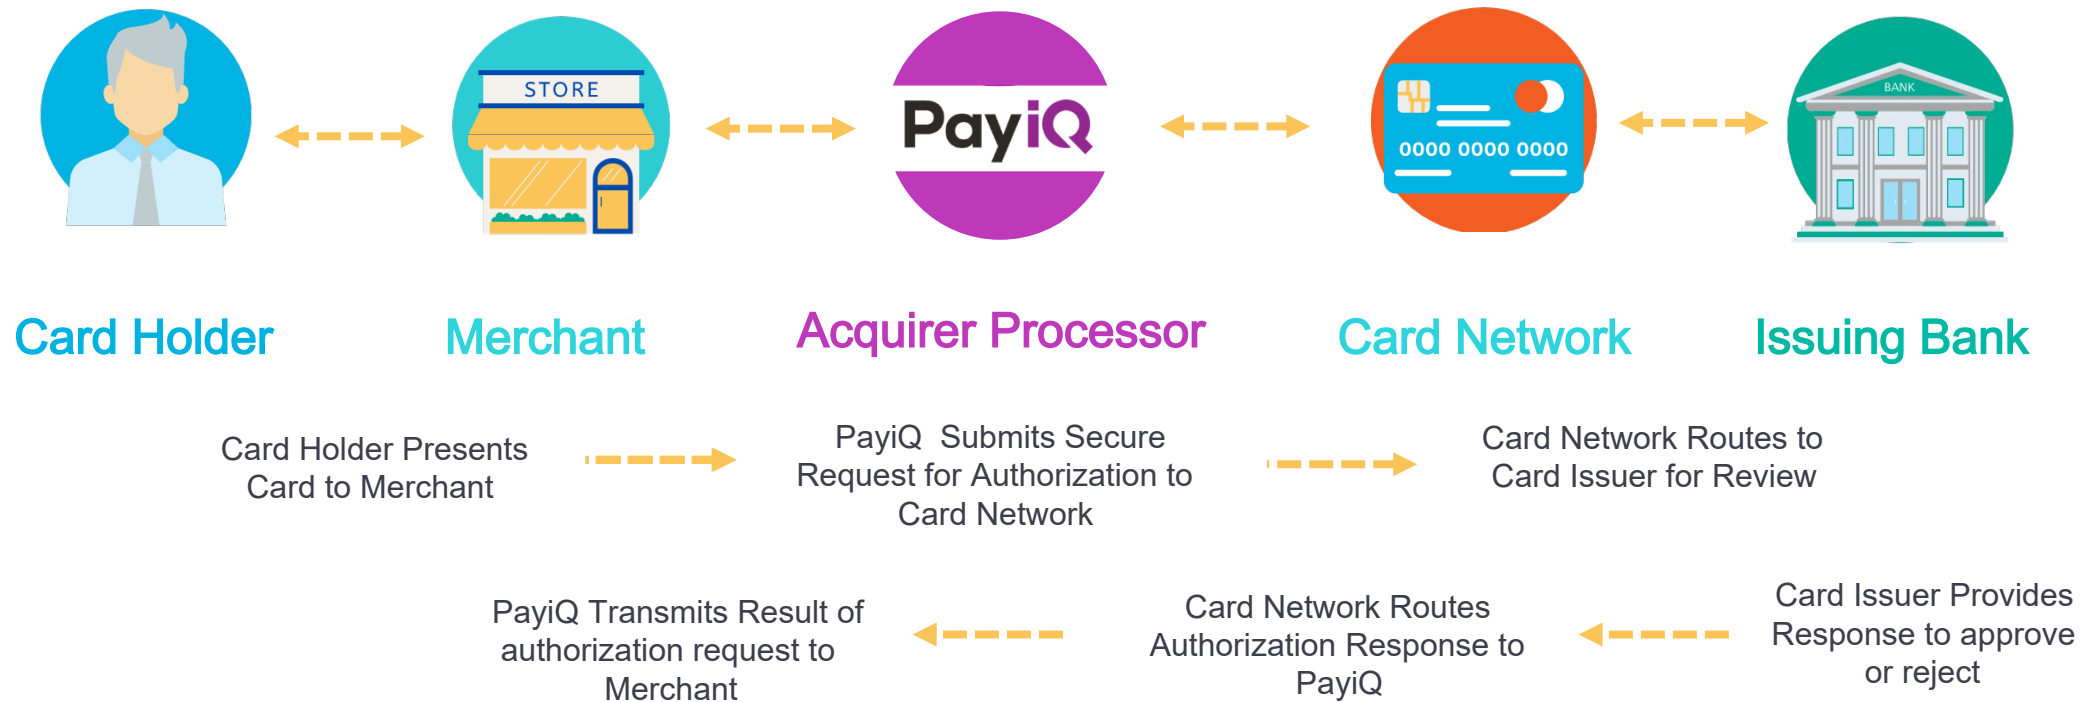 STORE
PayiQ
0000 0000 0000
BANK
Card Holder
Merchant
Acquirer Processor
Card Network
Issuing Bank
Card Holder Presents
Card to Merchant
PayiQ Submits Secure
Request for Authorization to
Card Network
Card Network Routes to
Card Issuer for Review
PayiQ Transmits Result of
authorization request to
Merchant
Card Network Routes
Authorization Response to
PayiQ
Card Issuer Provides
Response to approve
or reject